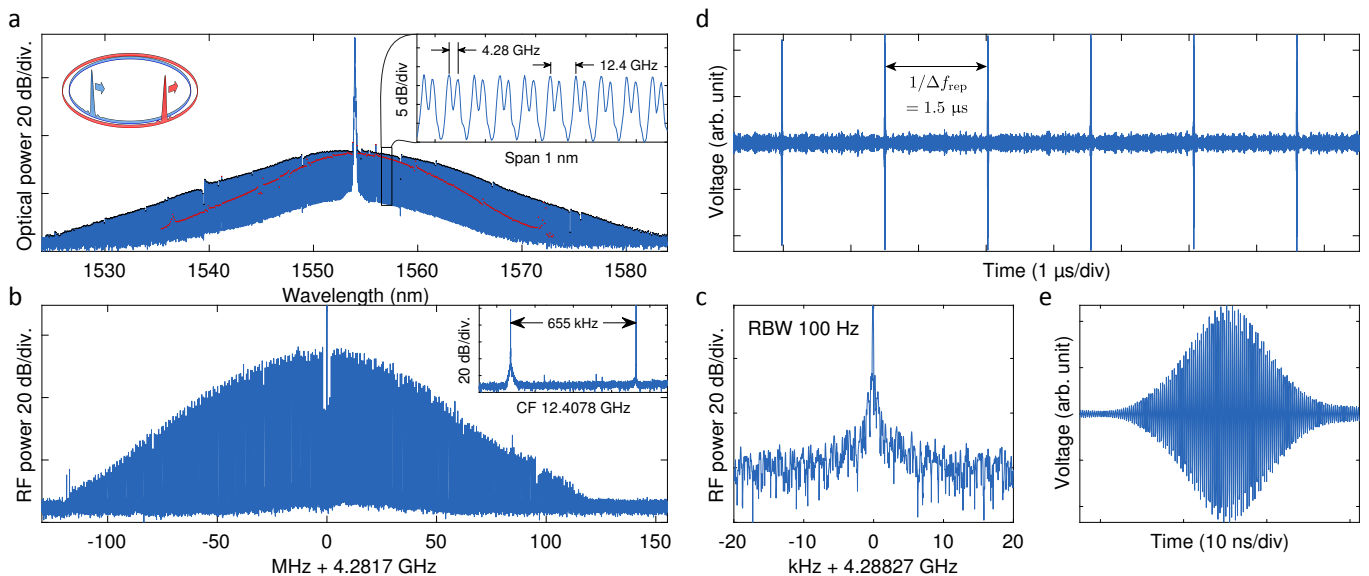 a
Optical power 20 dB/div.
4.28 GHz
12.4 GHz
5 dB/div
Span 1 nm
1530 1540 1550 1560 1570 1580
Wavelength (nm)
b
RF power 20 dB/div.
655 kHz
20 dB/div.
CF 12.4078 GHz
-100 -50 0 50 100 150
MHz + 4.2817 GHz
c
RF power 20 dB/div.
RBW 100 Hz
-20 -10 0 10 20
kHz + 4.28827 GHz
d
Voltage (arb. unit)
1/Δf_rep
= 1.5 µs
Time (1 µs/div)
e
Voltage (arb. unit)
Time (10 ns/div)